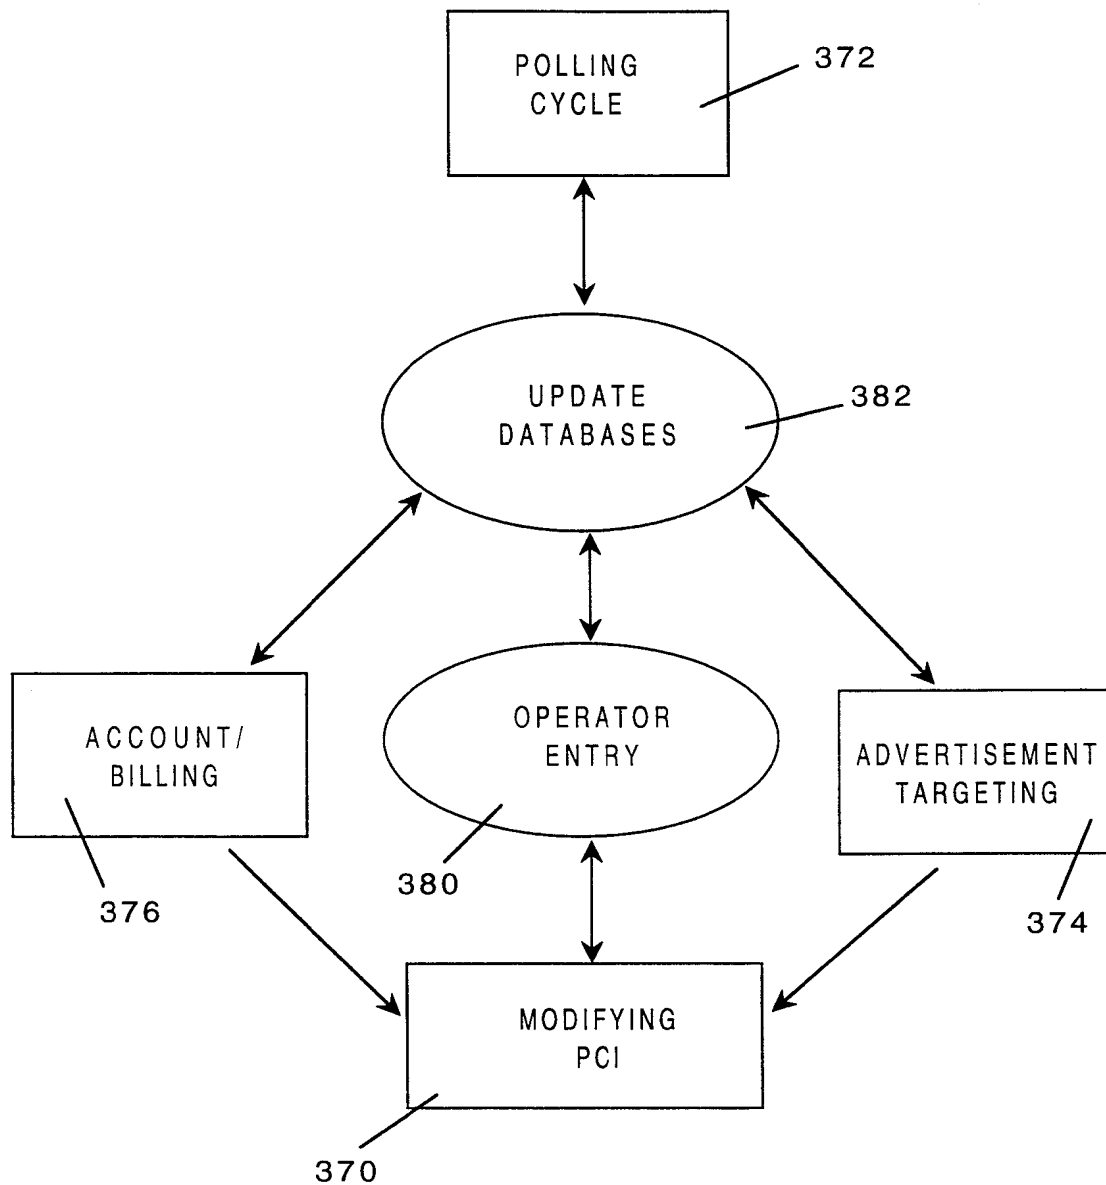 POLLING
CYCLE
372
UPDATE
DATABASES
382
ACCOUNT/
BILLING
376
OPERATOR
ENTRY
380
ADVERTISEMENT
TARGETING
374
MODIFYING
PCI
370